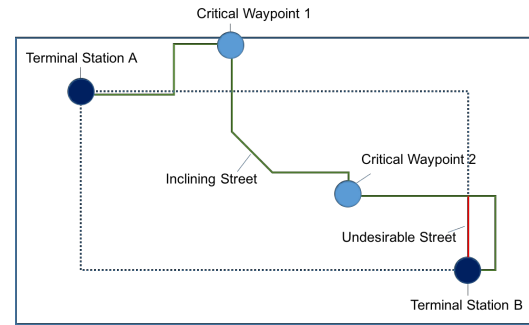 Critical Waypoint 1
Terminal Station A
Critical Waypoint 2
Inclining Street
Undesirable Street
Terminal Station B